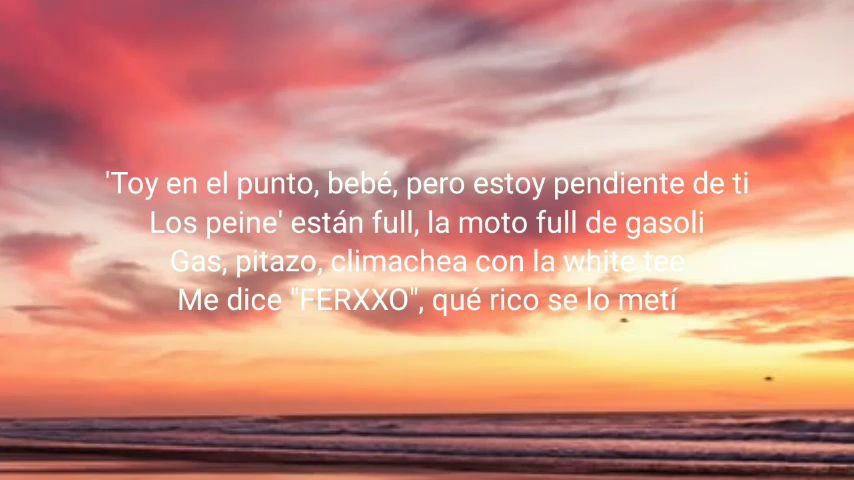 'Toy en el punto, bebé, pero estoy pendiente de ti
Los peine' están full, la moto full de gasoli
Gas, pitazo, climachea con la white tee
Me dice "FERXXO", qué rico se lo metí